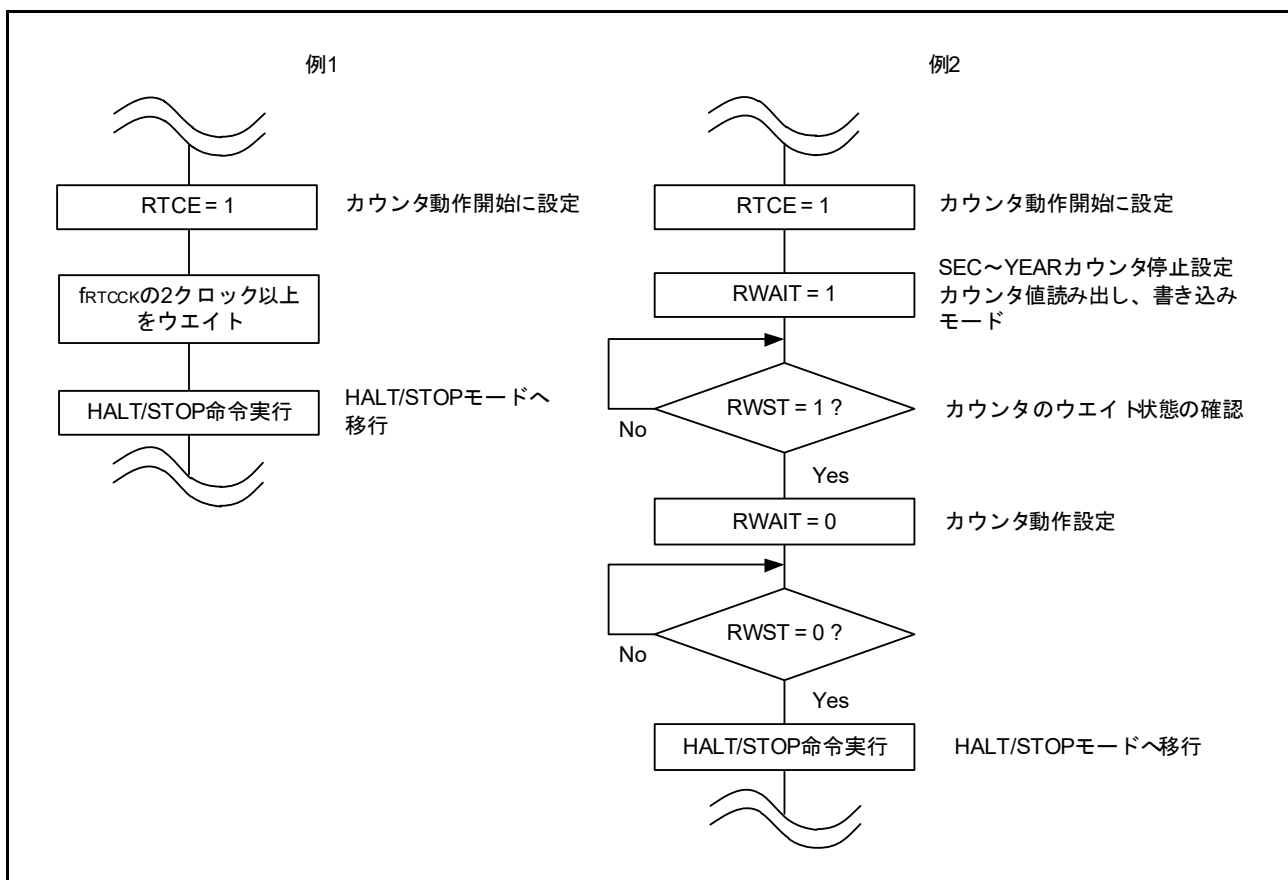 例1
RTCE = 1
カウンタ動作開始に設定
fRTCCKの2クロック以上
をウエイト
HALT/STOP命令実行
HALT/STOPモードへ
移行
例2
RTCE = 1
カウンタ動作開始に設定
RWAIT = 1
SEC～YEARカウンタ停止設定
カウンタ値読み出し、書き込み
モード
RWST = 1 ?
カウンタのウエイト状態の確認
No
Yes
RWAIT = 0
カウンタ動作設定
RWST = 0 ?
No
Yes
HALT/STOP命令実行
HALT/STOPモードへ移行